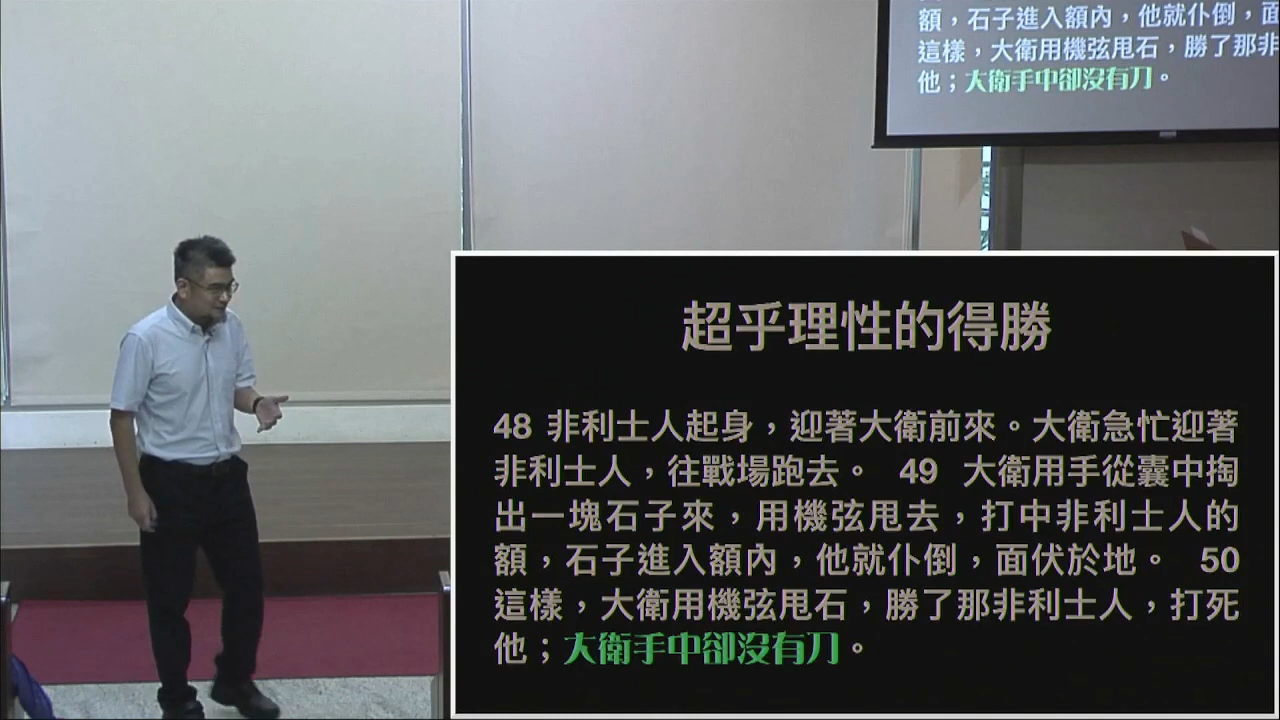 額，石子進入額內，他就仆倒，面
這樣，大衛用機弦甩石，勝了那非
他；大衛手中卻沒有刀。
超乎理性的得勝
48 非利士人起身，迎著大衛前來。大衛急忙迎著
非利士人，往戰場跑去。 49 大衛用手從囊中掏
出一塊石子來，用機弦甩去，打中非利士人的
額，石子進入額內，他就仆倒，面伏於地。 50
這樣，大衛用機弦甩石，勝了那非利士人，打死
他；大衛手中卻沒有刀。